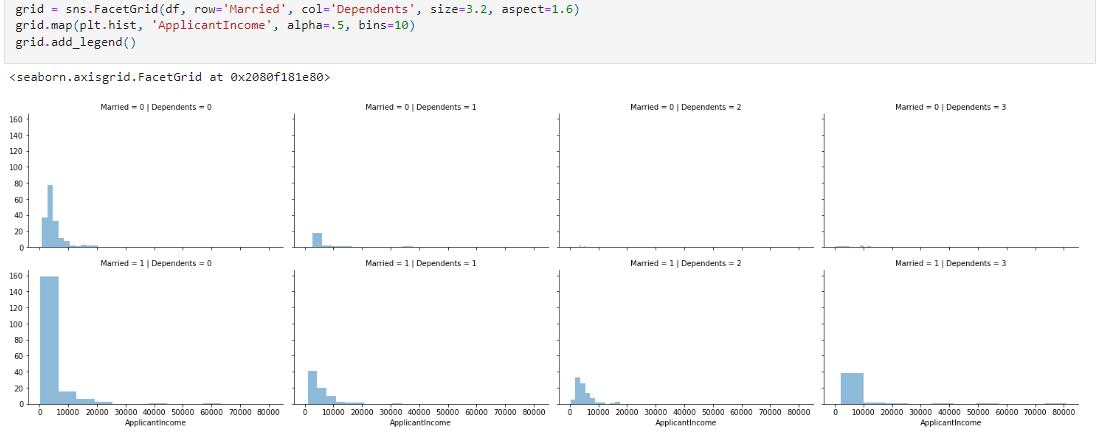 grid = sns.FacetGrid(df, row='Married', col='Dependents', size=3.2, aspect=1.6)
grid.map(plt.hist, 'ApplicantIncome', alpha=.5, bins=10)
grid.add_legend()
<seaborn.axisgrid.FacetGrid at 0x2080f181e80>
Married = 0 | Dependents = 0
Married = 0 | Dependents = 1
Married = 0 | Dependents = 2
Married = 0 | Dependents = 3
160
140
120
100
80
60
40
20
0
Married = 1 | Dependents = 0
Married = 1 | Dependents = 1
Married = 1 | Dependents = 2
Married = 1 | Dependents = 3
160
140
120
100
80
60
40
20
0
0 10000 20000 30000 40000 50000 60000 70000 80000
0 10000 20000 30000 40000 50000 60000 70000 80000
0 10000 20000 30000 40000 50000 60000 70000 80000
0 10000 20000 30000 40000 50000 60000 70000 80000
ApplicantIncome
ApplicantIncome
ApplicantIncome
ApplicantIncome